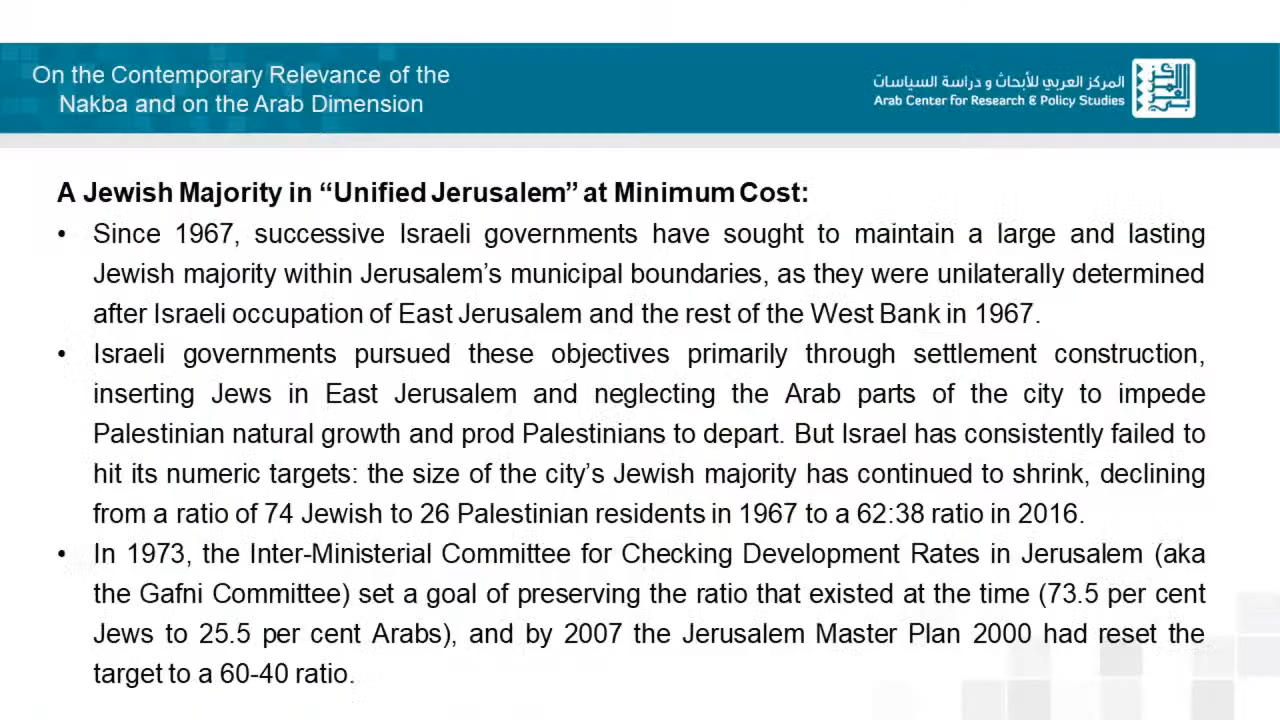 On the Contemporary Relevance of the
Nakba and on the Arab Dimension
المركز العربي للأبحاث و دراسة السياسات
Arab Center for Research & Policy Studies
A Jewish Majority in “Unified Jerusalem” at Minimum Cost:
• Since 1967, successive Israeli governments have sought to maintain a large and lasting
Jewish majority within Jerusalem’s municipal boundaries, as they were unilaterally determined
after Israeli occupation of East Jerusalem and the rest of the West Bank in 1967.
• Israeli governments pursued these objectives primarily through settlement construction,
inserting Jews in East Jerusalem and neglecting the Arab parts of the city to impede
Palestinian natural growth and prod Palestinians to depart. But Israel has consistently failed to
hit its numeric targets: the size of the city’s Jewish majority has continued to shrink, declining
from a ratio of 74 Jewish to 26 Palestinian residents in 1967 to a 62:38 ratio in 2016.
• In 1973, the Inter-Ministerial Committee for Checking Development Rates in Jerusalem (aka
the Gafni Committee) set a goal of preserving the ratio that existed at the time (73.5 per cent
Jews to 25.5 per cent Arabs), and by 2007 the Jerusalem Master Plan 2000 had reset the
target to a 60-40 ratio.